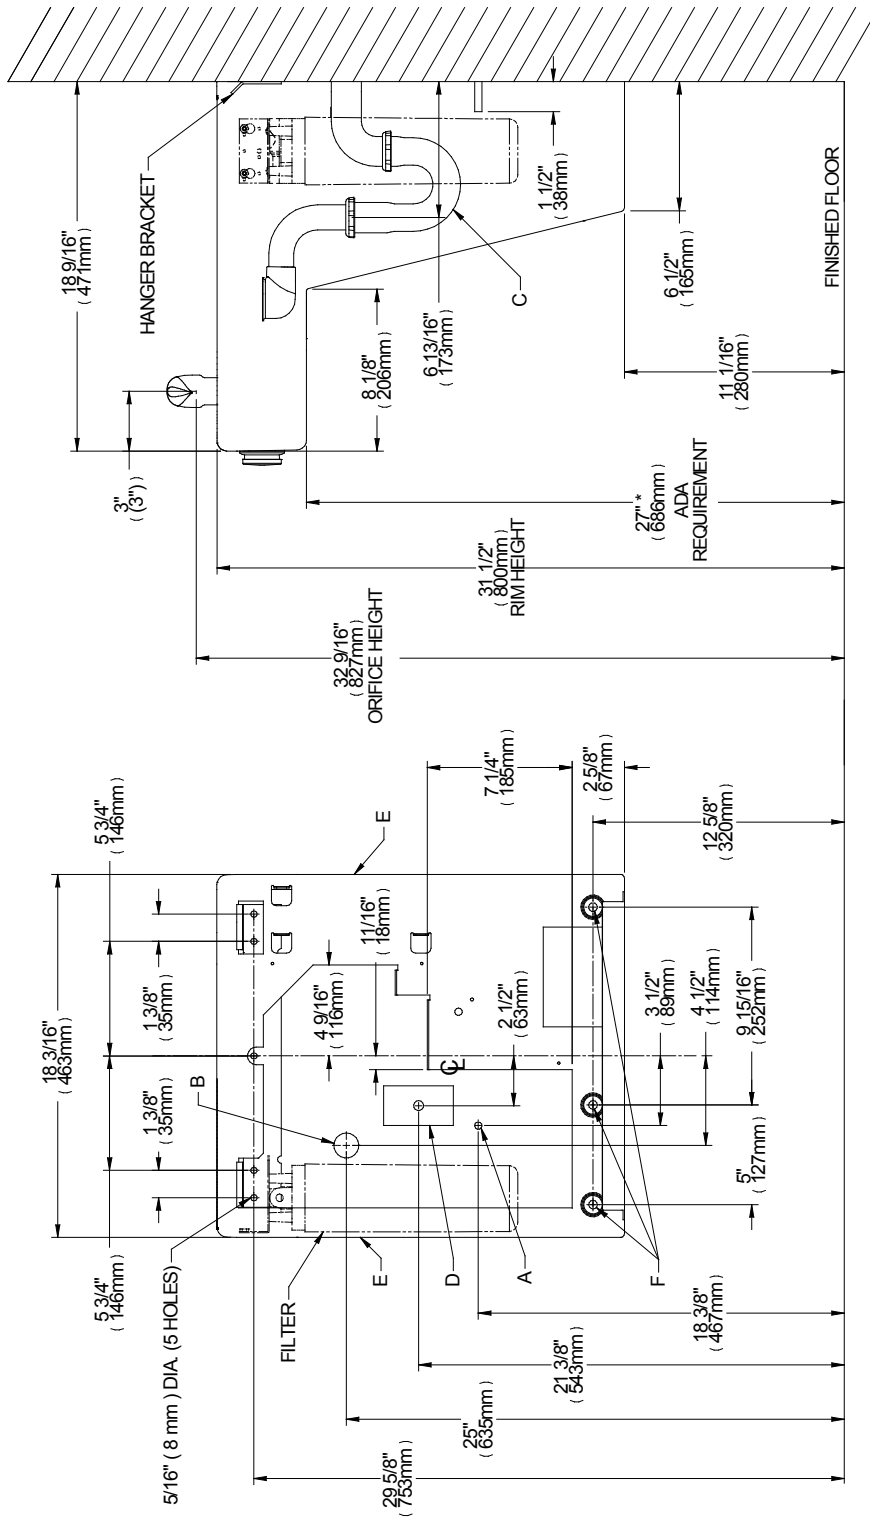 18 3/16"
( 463mm )
5 3/4"
( 146mm )
5 3/4"
( 146mm )
1 3/8"
( 35mm )
1 3/8"
( 35mm )
5/16" ( 8 mm ) DIA. (5 HOLES)
B
FILTER
4 9/16"
( 116mm )
11/16"
( 18mm )
E
E
D
CL
A
2 1/2"
( 63mm )
7 1/4"
( 185mm )
2 5/8"
( 67mm )
F
3 1/2"
( 89mm )
4 1/2"
( 114mm )
9 15/16"
( 252mm )
5"
( 127mm )
12 5/8"
( 320mm )
29 5/8"
( 753mm )
25"
( 635mm )
21 3/8"
( 543mm )
18 3/8"
( 467mm )
18 9/16"
( 471mm )
3"
( (3") )
HANGER BRACKET
32 9/16"
( 827mm )
ORIFICE HEIGHT
8 1/8"
( 206mm )
6 13/16"
( 173mm )
31 1/2"
( 800mm )
RIM HEIGHT
C
1 1/2"
( 38mm )
27" *
( 686mm )
ADA
REQUIREMENT
6 1/2"
( 165mm )
11 1/16"
( 280mm )
FINISHED FLOOR